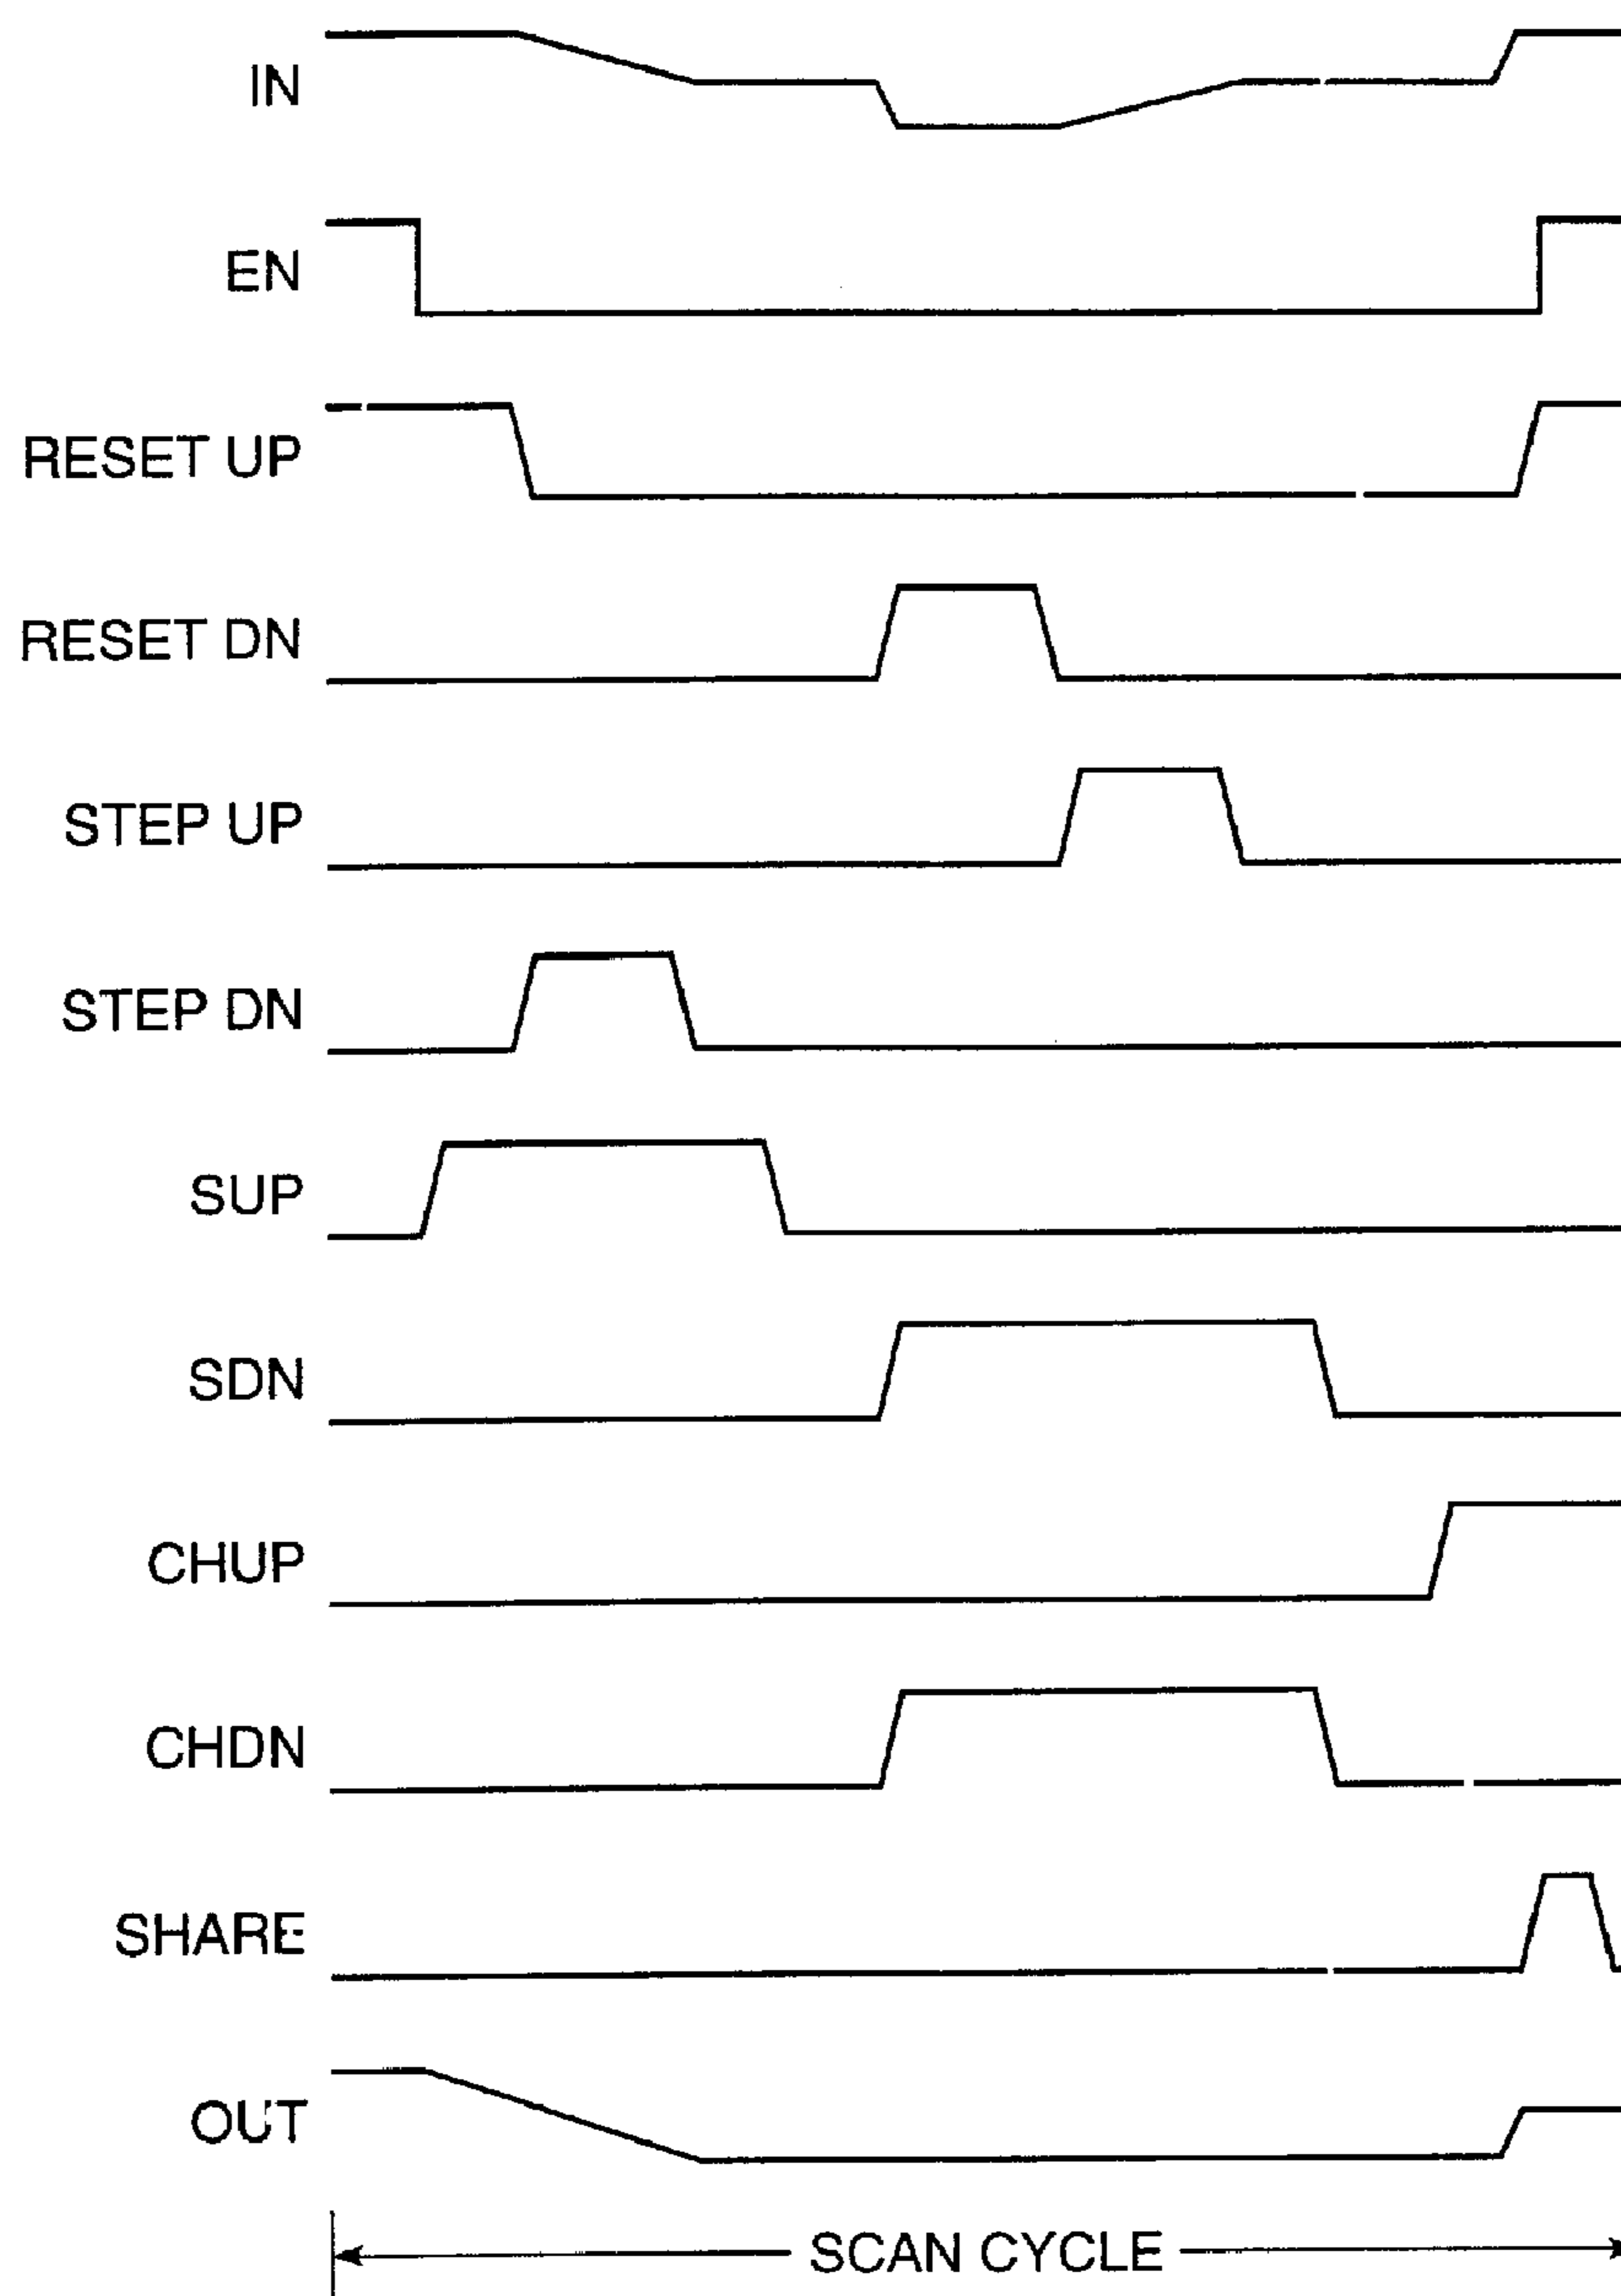 IN
EN
RESET UP
RESET DN
STEP UP
STEP DN
SUP
SDN
CHUP
CHDN
SHARE
OUT
SCAN CYCLE